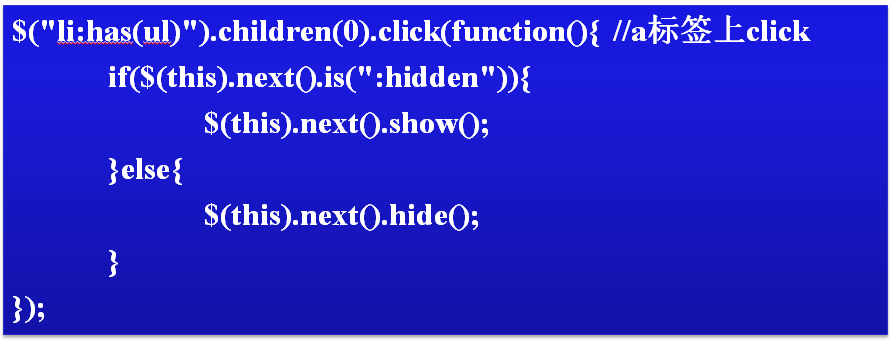 $("li:has(ul)").children(0).click(function(){ //a标签上click
if($(this).next().is(":hidden")){
$(this).next().show();
}else{
$(this).next().hide();
}
});